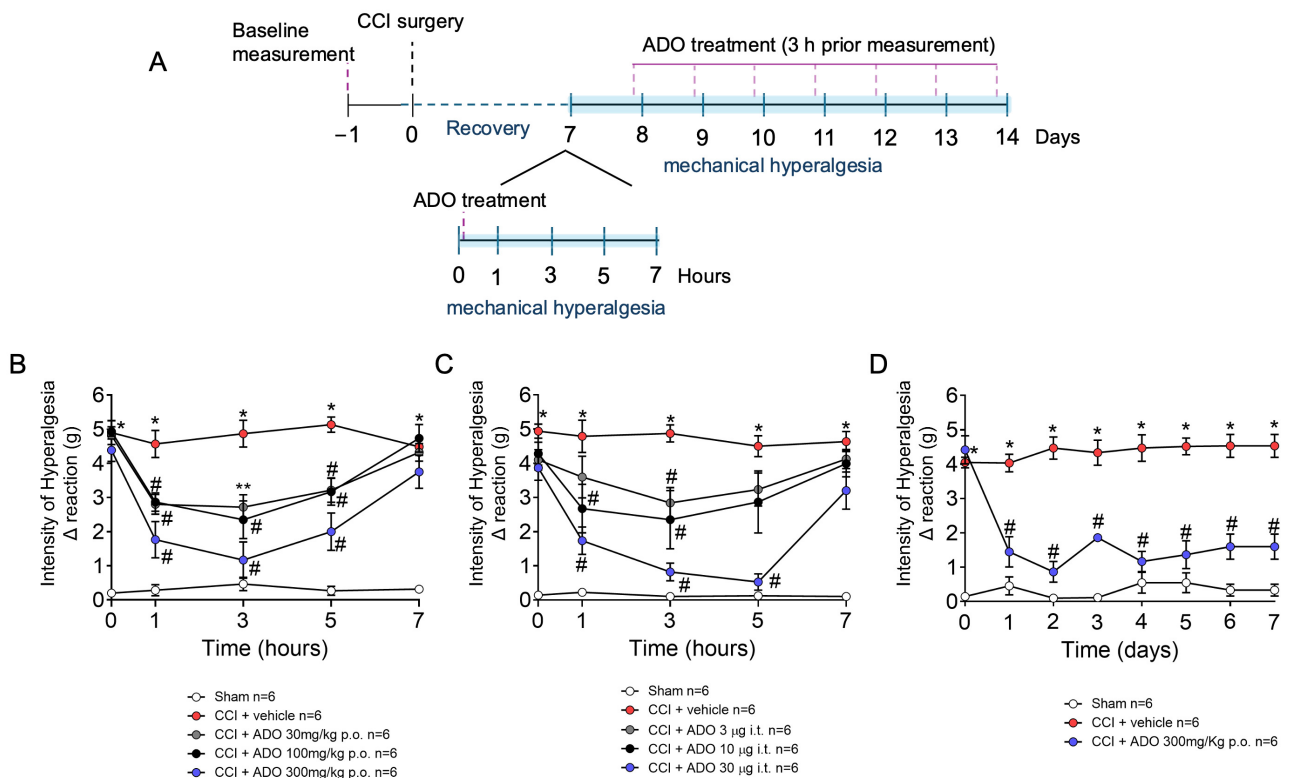 A
Baseline
measurement
CCI surgery
ADO treatment (3 h prior measurement)
−1 0 Recovery 7 8 9 10 11 12 13 14 Days
mechanical hyperalgesia
ADO treatment
0 1 3 5 7 Hours
mechanical hyperalgesia
B
Intensity of Hyperalgesia
Δ reaction (g)
6
5
4
3
2
1
0
* * * * *
# # ** # # #
# # #
0 1 3 5 7
Time (hours)
Sham n=6
CCI + vehicle n=6
CCI + ADO 30mg/kg p.o. n=6
CCI + ADO 100mg/kg p.o. n=6
CCI + ADO 300mg/kg p.o. n=6
C
Intensity of Hyperalgesia
Δ reaction (g)
6
5
4
3
2
1
0
* * * * *
# # #
# # #
0 1 3 5 7
Time (hours)
Sham n=6
CCI + vehicle n=6
CCI + ADO 3 μg i.t. n=6
CCI + ADO 10 μg i.t. n=6
CCI + ADO 30 μg i.t. n=6
D
Intensity of Hyperalgesia
Δ reaction (g)
6
5
4
3
2
1
0
* * * * * * * *
# # # # # # #
0 1 2 3 4 5 6 7
Time (days)
Sham n=6
CCI + vehicle n=6
CCI + ADO 300mg/Kg p.o. n=6